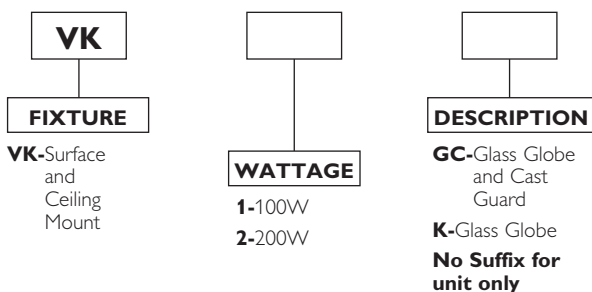 VK
FIXTURE
VK-Surface
and
Ceiling
Mount
WATTAGE
1-100W
2-200W
DESCRIPTION
GC-Glass Globe
and Cast
Guard
K-Glass Globe
No Suffix for
unit only